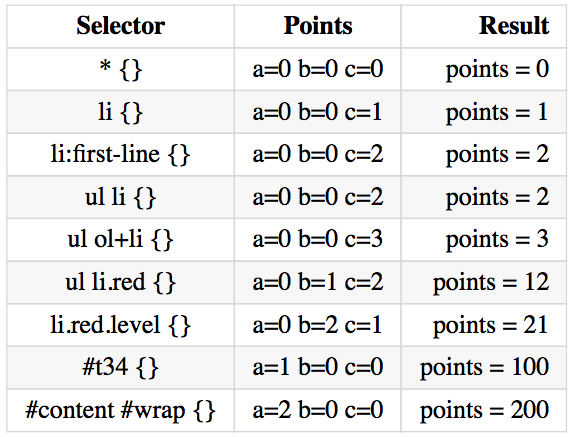 Selector Points Result
* {} a=0 b=0 c=0 points = 0
li {} a=0 b=0 c=1 points = 1
li:first-line {} a=0 b=0 c=2 points = 2
ul li {} a=0 b=0 c=2 points = 2
ul ol+li {} a=0 b=0 c=3 points = 3
ul li.red {} a=0 b=1 c=2 points = 12
li.red.level {} a=0 b=2 c=1 points = 21
#t34 {} a=1 b=0 c=0 points = 100
#content #wrap {} a=2 b=0 c=0 points = 200